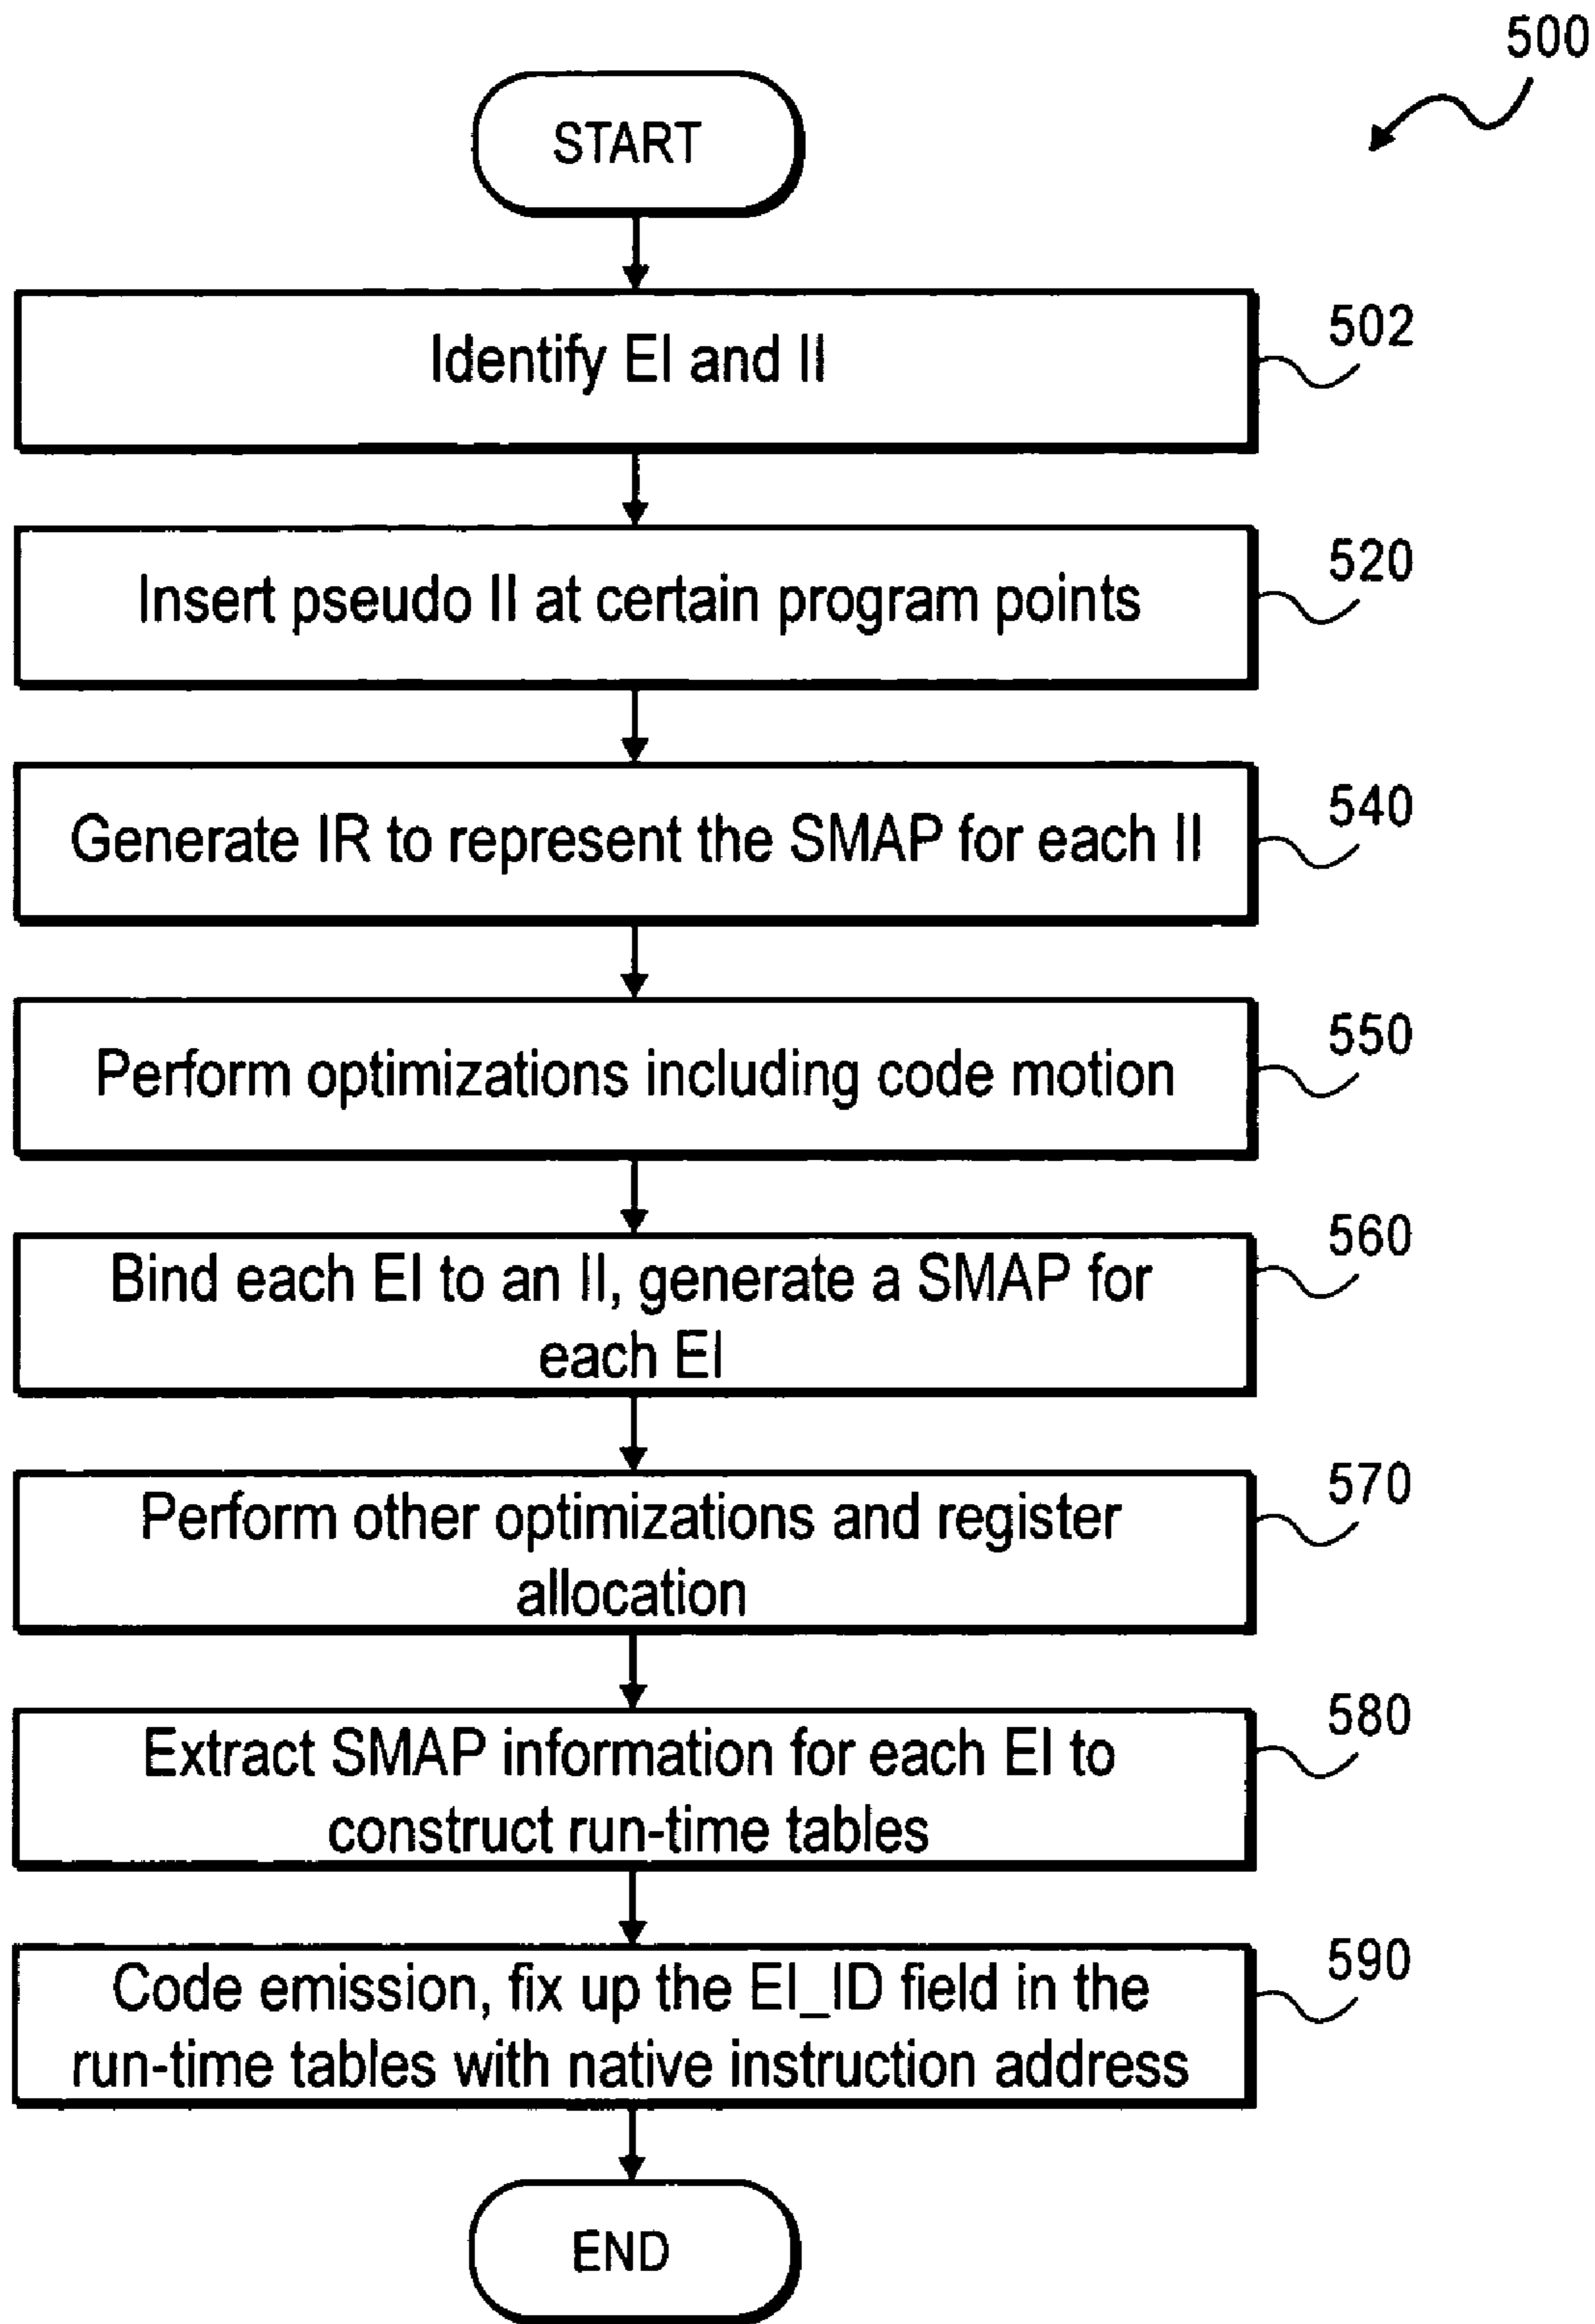 500
START
Identify EI and II
502
Insert pseudo II at certain program points
520
Generate IR to represent the SMAP for each II
540
Perform optimizations including code motion
550
Bind each EI to an II, generate a SMAP for
each EI
560
Perform other optimizations and register
allocation
570
Extract SMAP information for each EI to
construct run-time tables
580
Code emission, fix up the EI_ID field in the
run-time tables with native instruction address
590
END